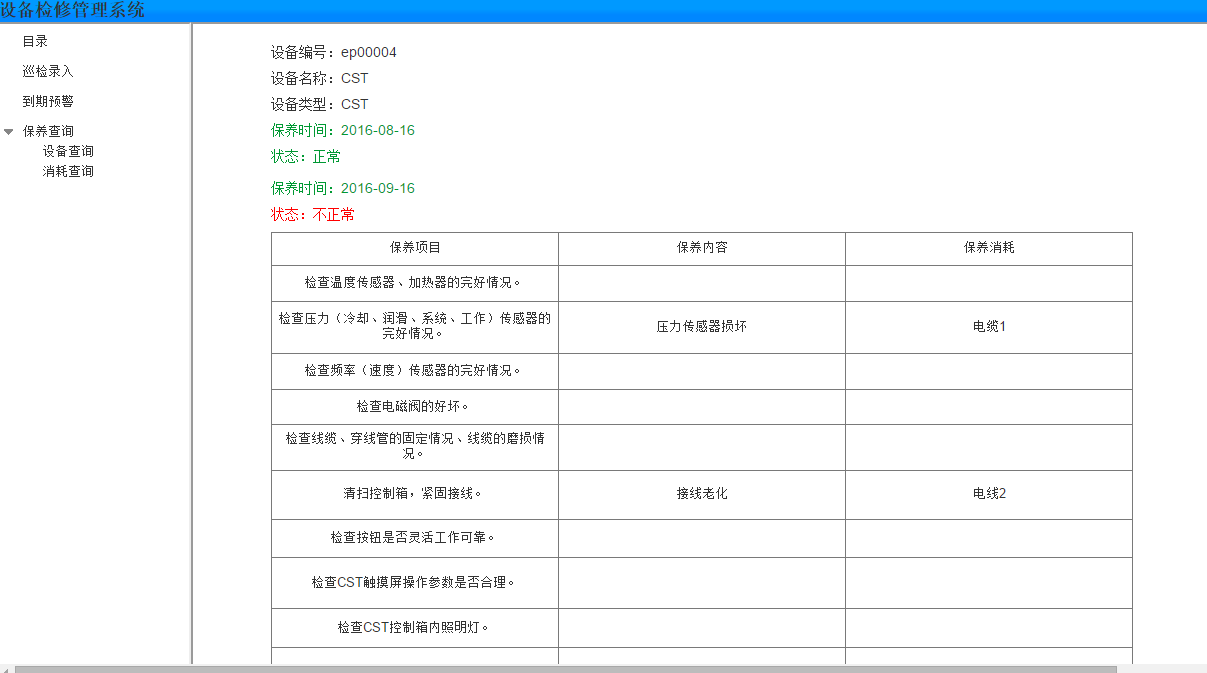 设备检修管理系统
目录
巡检录入
到期预警
保养查询
设备查询
消耗查询
设备编号：ep00004
设备名称：CST
设备类型：CST
保养时间：2016-08-16
状态：正常
保养时间：2016-09-16
状态：不正常
保养项目 保养内容 保养消耗
检查温度传感器、加热器的完好情况。
检查压力（冷却、润滑、系统、工作）传感器的
完好情况。
压力传感器损坏 电缆1
检查频率（速度）传感器的完好情况。
检查电磁阀的好坏。
检查线缆、穿线管的固定情况、线缆的磨损情
况。
清扫控制箱，紧固接线。 接线老化 电线2
检查按钮是否灵活工作可靠。
检查CST触摸屏操作参数是否合理。
检查CST控制箱内照明灯。